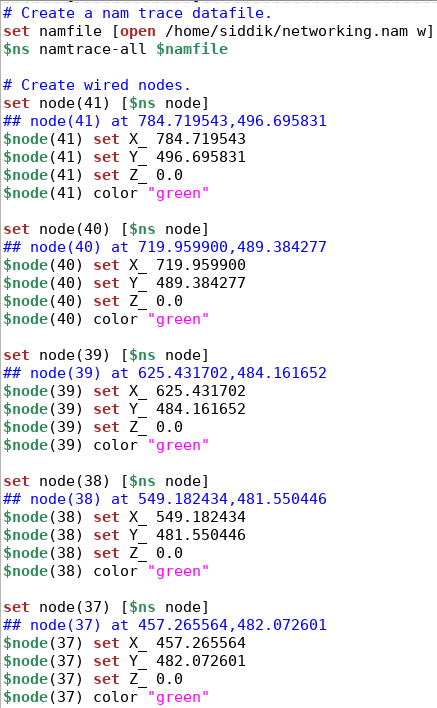 # Create a nam trace datafile.
set namfile [open /home/siddik/networking.nam w]
$ns namtrace-all $namfile
# Create wired nodes.
set node(41) [$ns node]
## node(41) at 784.719543,496.695831
$node(41) set X_ 784.719543
$node(41) set Y_ 496.695831
$node(41) set Z_ 0.0
$node(41) color "green"
set node(40) [$ns node]
## node(40) at 719.959900,489.384277
$node(40) set X_ 719.959900
$node(40) set Y_ 489.384277
$node(40) set Z_ 0.0
$node(40) color "green"
set node(39) [$ns node]
## node(39) at 625.431702,484.161652
$node(39) set X_ 625.431702
$node(39) set Y_ 484.161652
$node(39) set Z_ 0.0
$node(39) color "green"
set node(38) [$ns node]
## node(38) at 549.182434,481.550446
$node(38) set X_ 549.182434
$node(38) set Y_ 481.550446
$node(38) set Z_ 0.0
$node(38) color "green"
set node(37) [$ns node]
## node(37) at 457.265564,482.072601
$node(37) set X_ 457.265564
$node(37) set Y_ 482.072601
$node(37) set Z_ 0.0
$node(37) color "green"